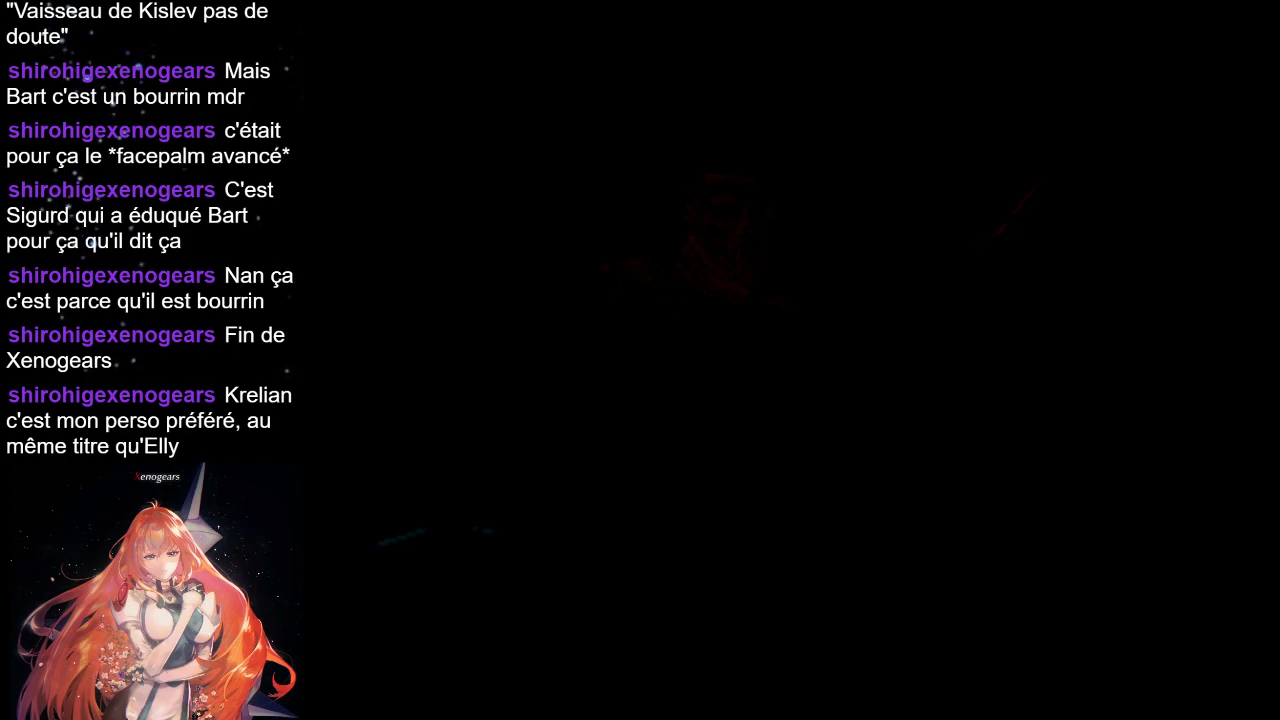 "Vaisseau de Kislev pas de
doute"
shirohigexenogears Mais
Bart c'est un bourrin mdr
shirohigexenogears c'était
pour ça le *facepalm avancé*
shirohigexenogears C'est
Sigurd qui a éduqué Bart
pour ça qu'il dit ça
shirohigexenogears Nan ça
c'est parce qu'il est bourrin
shirohigexenogears Fin de
Xenogears
shirohigexenogears Krelian
c'est mon perso préféré, au
même titre qu'Elly
Xenogears